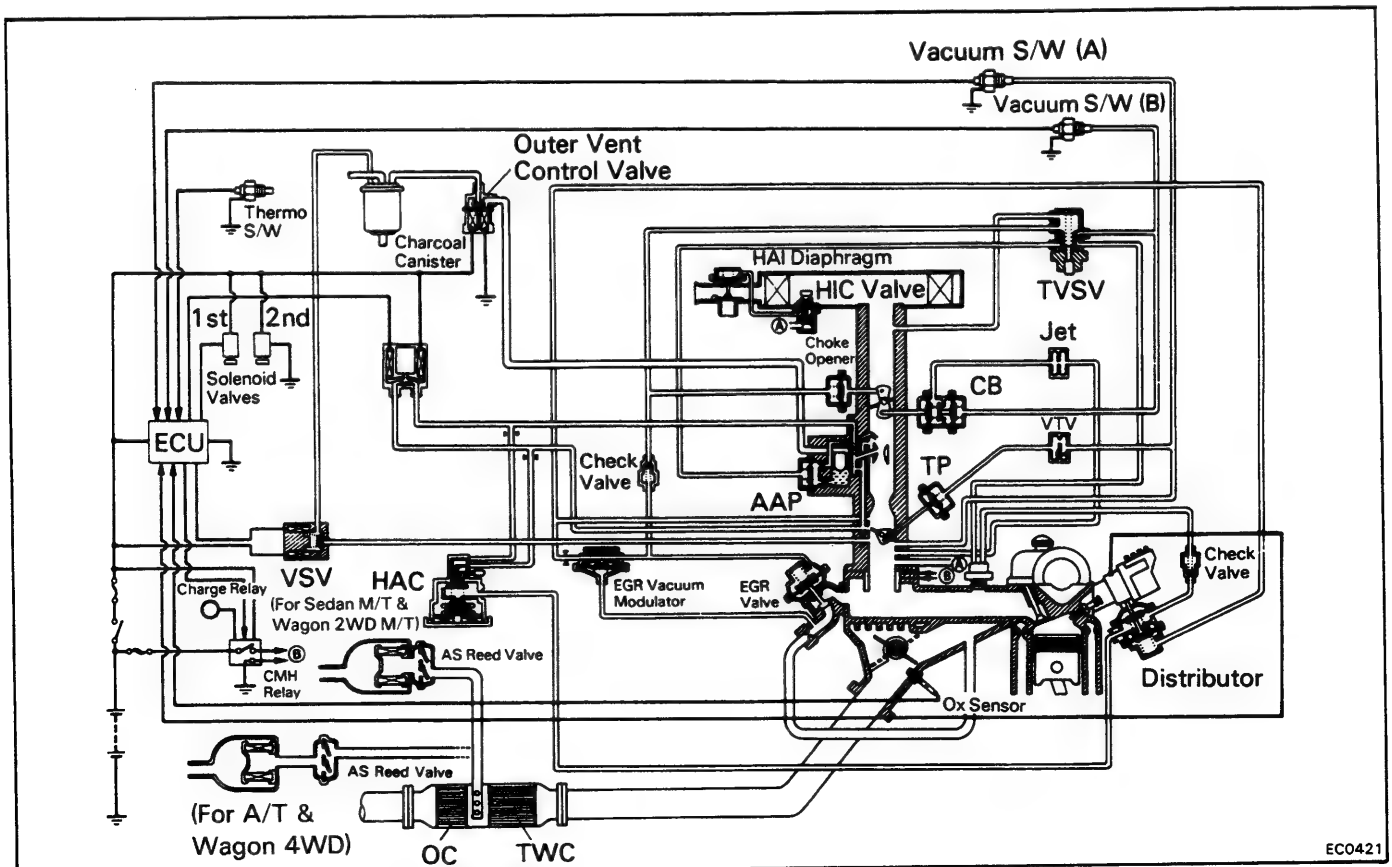 Vacuum S/W (A)
Vacuum S/W (B)
Outer Vent
Control Valve
Thermo
S/W
Charcoal
Canister
HAI Diaphragm
HIC Valve
TVSV
A
Choke
Opener
1st
2nd
Solenoid
Valves
Jet
CB
VTV
ECU
Check
Valve
TP
AAP
VSV
HAC
(For Sedan M/T &
Wagon 2WD M/T)
EGR Vacuum
Modulator
EGR
Valve
A
B
Check
Valve
Charge Relay
B
CMH
Relay
AS Reed Valve
Distributor
Ox Sensor
AS Reed Valve
(For A/T &
Wagon 4WD)
OC
TWC
EC0421